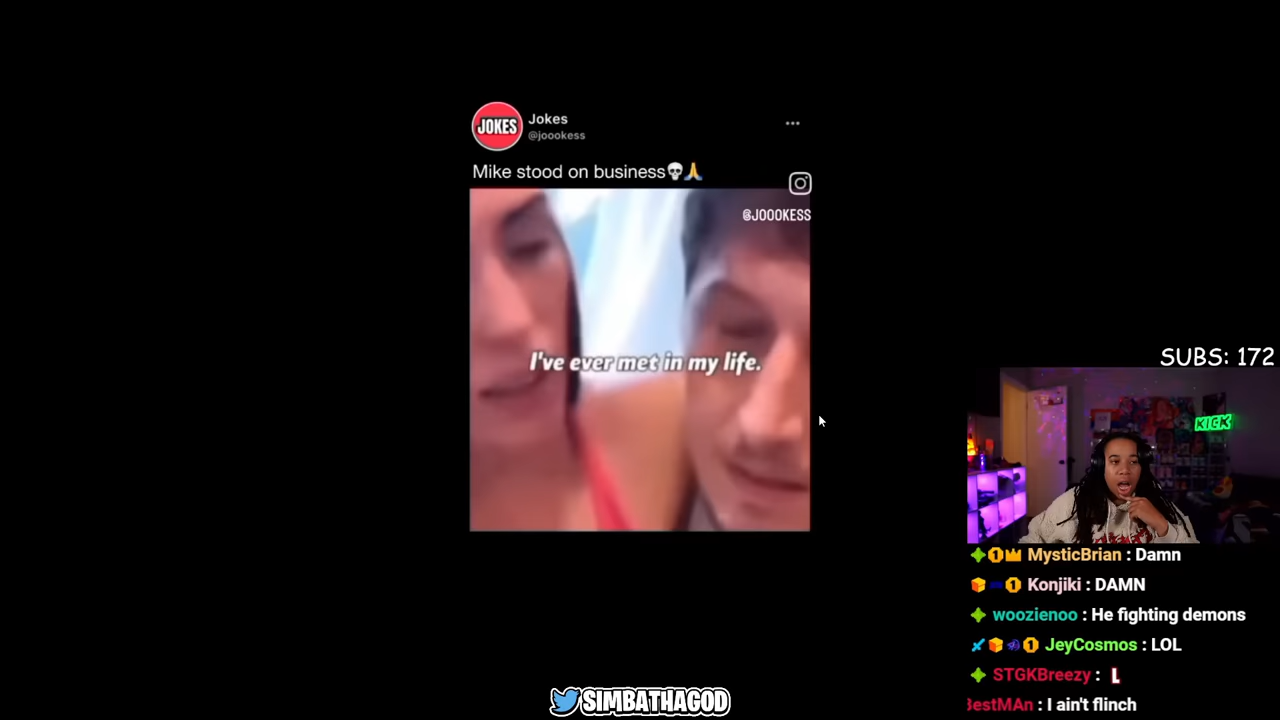 JOKES
Jokes
@joookess
Mike stood on business💀🙏
@JOOOKESS
I've ever met in my life.
SUBS: 172
KICK
MysticBrian : Damn
Konjiki : DAMN
woozienoo : He fighting demons
JeyCosmos : LOL
STGKBreezy : L
BestMAn : I ain't flinch
SIMBATHAGOD